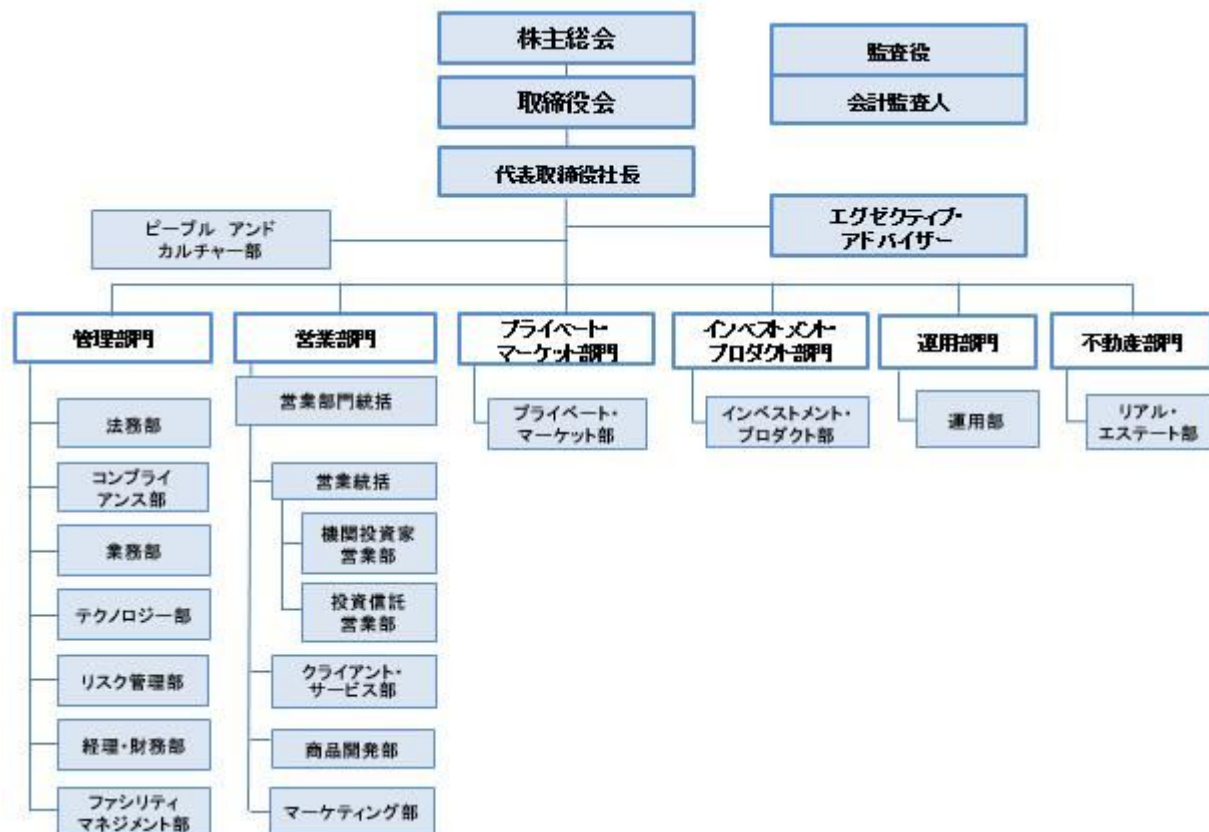 株主総会
監査役
取締役会
会計監査人
代表取締役社長
ピープル アンド
カルチャー部
エグゼクティブ・
アドバイザー
管理部門
営業部門
プライベート・
マーケット部門
インベストメント・
プロダクト部門
運用部門
不動産部門
法務部
コンプライ
アンス部
業務部
テクノロジー部
リスク管理部
経理・財務部
ファシリティ
マネジメント部
営業部門統括
営業統括
機関投資家
営業部
投資信託
営業部
クライアント・
サービス部
商品開発部
マーケティング部
プライベート・
マーケット部
インベストメント・
プロダクト部
運用部
リアル・
エステート部